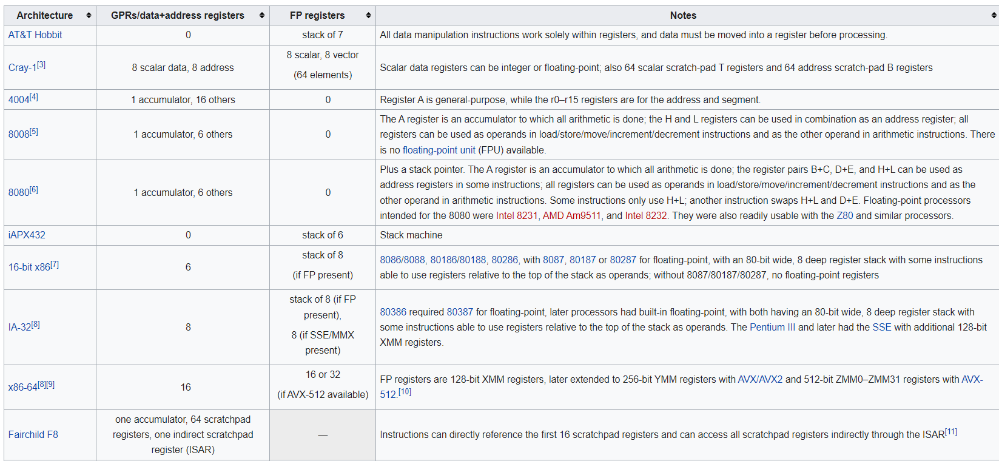 Architecture GPRs/data+address registers FP registers Notes
AT&T Hobbit 0 stack of 7 All data manipulation instructions work solely within registers, and data must be moved into a register before processing.
Cray-1[3] 8 scalar data, 8 address 8 scalar, 8 vector
(64 elements) Scalar data registers can be integer or floating-point; also 64 scalar scratch-pad T registers and 64 address scratch-pad B registers
4004[4] 1 accumulator, 16 others 0 Register A is general-purpose, while the r0–r15 registers are for the address and segment.
8008[5] 1 accumulator, 6 others 0 The A register is an accumulator to which all arithmetic is done; the H and L registers can be used in combination as an address register; all
registers can be used as operands in load/store/move/increment/decrement instructions and as the other operand in arithmetic instructions. There
is no floating-point unit (FPU) available.
8080[6] 1 accumulator, 6 others 0 Plus a stack pointer. The A register is an accumulator to which all arithmetic is done; the register pairs B+C, D+E, and H+L can be used as
address registers in some instructions; all registers can be used as operands in load/store/move/increment/decrement instructions and as the
other operand in arithmetic instructions. Some instructions only use H+L; another instruction swaps H+L and D+E. Floating-point processors
intended for the 8080 were Intel 8231, AMD Am9511, and Intel 8232. They were also readily usable with the Z80 and similar processors.
iAPX432 0 stack of 6 Stack machine
16-bit x86[7] 6 stack of 8
(if FP present) 8086/8088, 80186/80188, 80286, with 8087, 80187 or 80287 for floating-point, with an 80-bit wide, 8 deep register stack with some instructions
able to use registers relative to the top of the stack as operands; without 8087/80187/80287, no floating-point registers
IA-32[8] 8 stack of 8 (if FP
present),
8 (if SSE/MMX
present) 80386 required 80387 for floating-point, later processors had built-in floating-point, with both having an 80-bit wide, 8 deep register stack with
some instructions able to use registers relative to the top of the stack as operands. The Pentium III and later had the SSE with additional 128-bit
XMM registers.
x86-64[8][9] 16 16 or 32
(if AVX-512 available) FP registers are 128-bit XMM registers, later extended to 256-bit YMM registers with AVX/AVX2 and 512-bit ZMM0–ZMM31 registers with AVX-
512.[10]
Fairchild F8 one accumulator, 64 scratchpad
registers, one indirect scratchpad
register (ISAR) — Instructions can directly reference the first 16 scratchpad registers and can access all scratchpad registers indirectly through the ISAR[11]